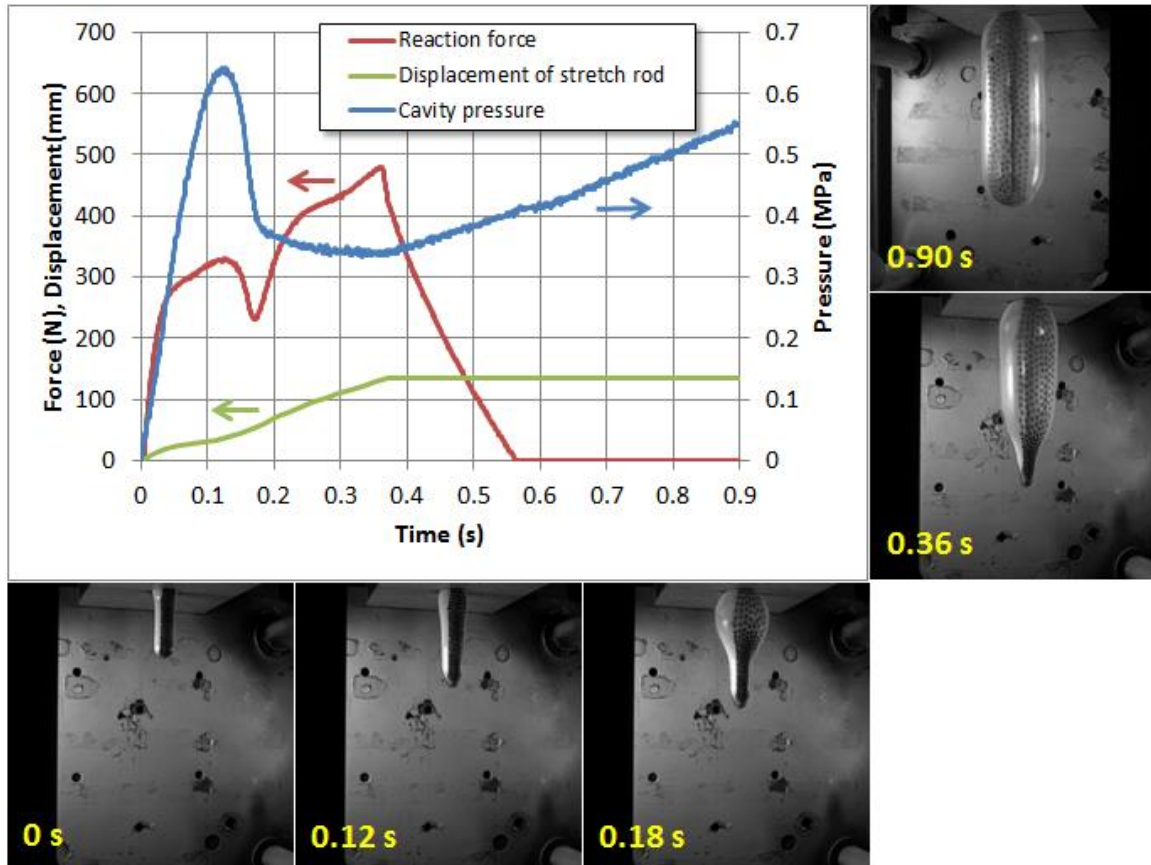 700
600
500
400
300
200
100
0
Force (N), Displacement(mm)
Reaction force
Displacement of stretch rod
Cavity pressure
0.7
0.6
0.5
0.4
0.3
0.2
0.1
0
Pressure (MPa)
0 0.1 0.2 0.3 0.4 0.5 0.6 0.7 0.8 0.9
Time (s)
0.90 s
0.36 s
0 s
0.12 s
0.18 s